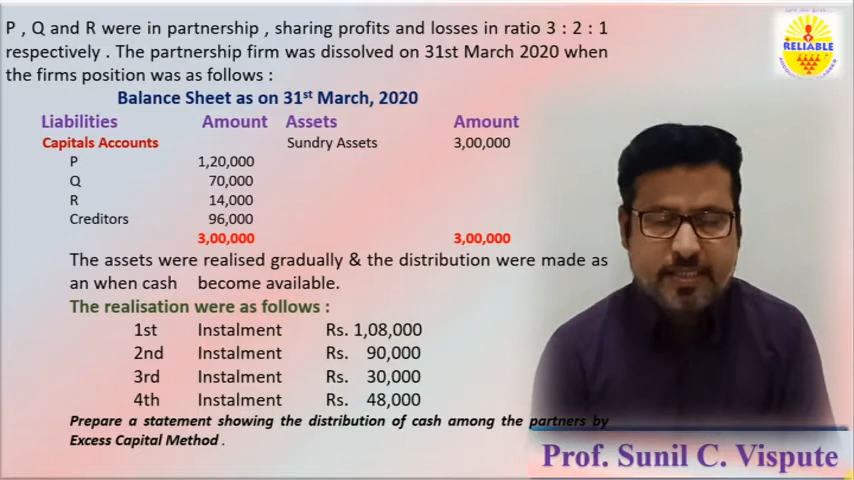 P , Q and R were in partnership , sharing profits and losses in ratio 3 : 2 : 1
respectively . The partnership firm was dissolved on 31st March 2020 when
the firms position was as follows :
Balance Sheet as on 31st March, 2020
Liabilities Amount Assets Amount
Capitals Accounts Sundry Assets 3,00,000
P 1,20,000
Q 70,000
R 14,000
Creditors 96,000
3,00,000 3,00,000
The assets were realised gradually & the distribution were made as
an when cash become available.
The realisation were as follows :
1st Instalment Rs. 1,08,000
2nd Instalment Rs. 90,000
3rd Instalment Rs. 30,000
4th Instalment Rs. 48,000
Prepare a statement showing the distribution of cash among the partners by
Excess Capital Method .
RELIABLE
Prof. Sunil C. Vispute